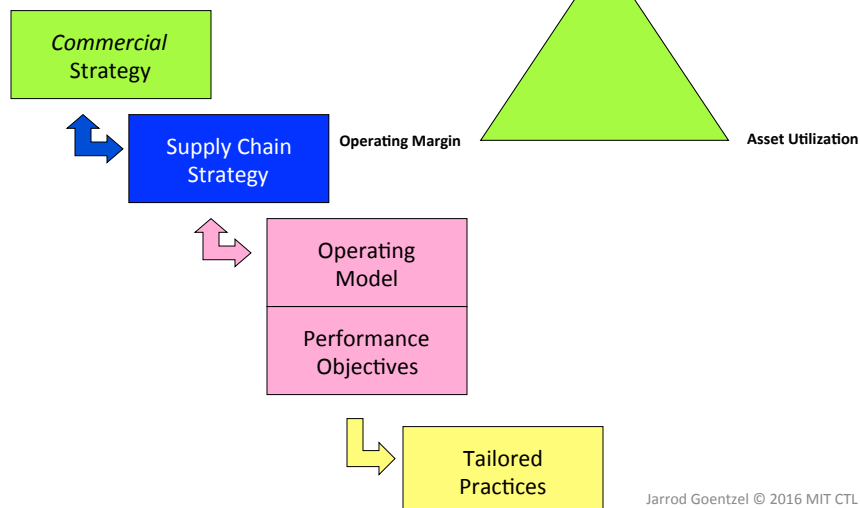 Commercial
Strategy
Supply Chain
Strategy
Operating Margin
Asset Utilization
Operating
Model
Performance
Objectives
Tailored
Practices
Jarrod Goentzel © 2016 MIT CTL